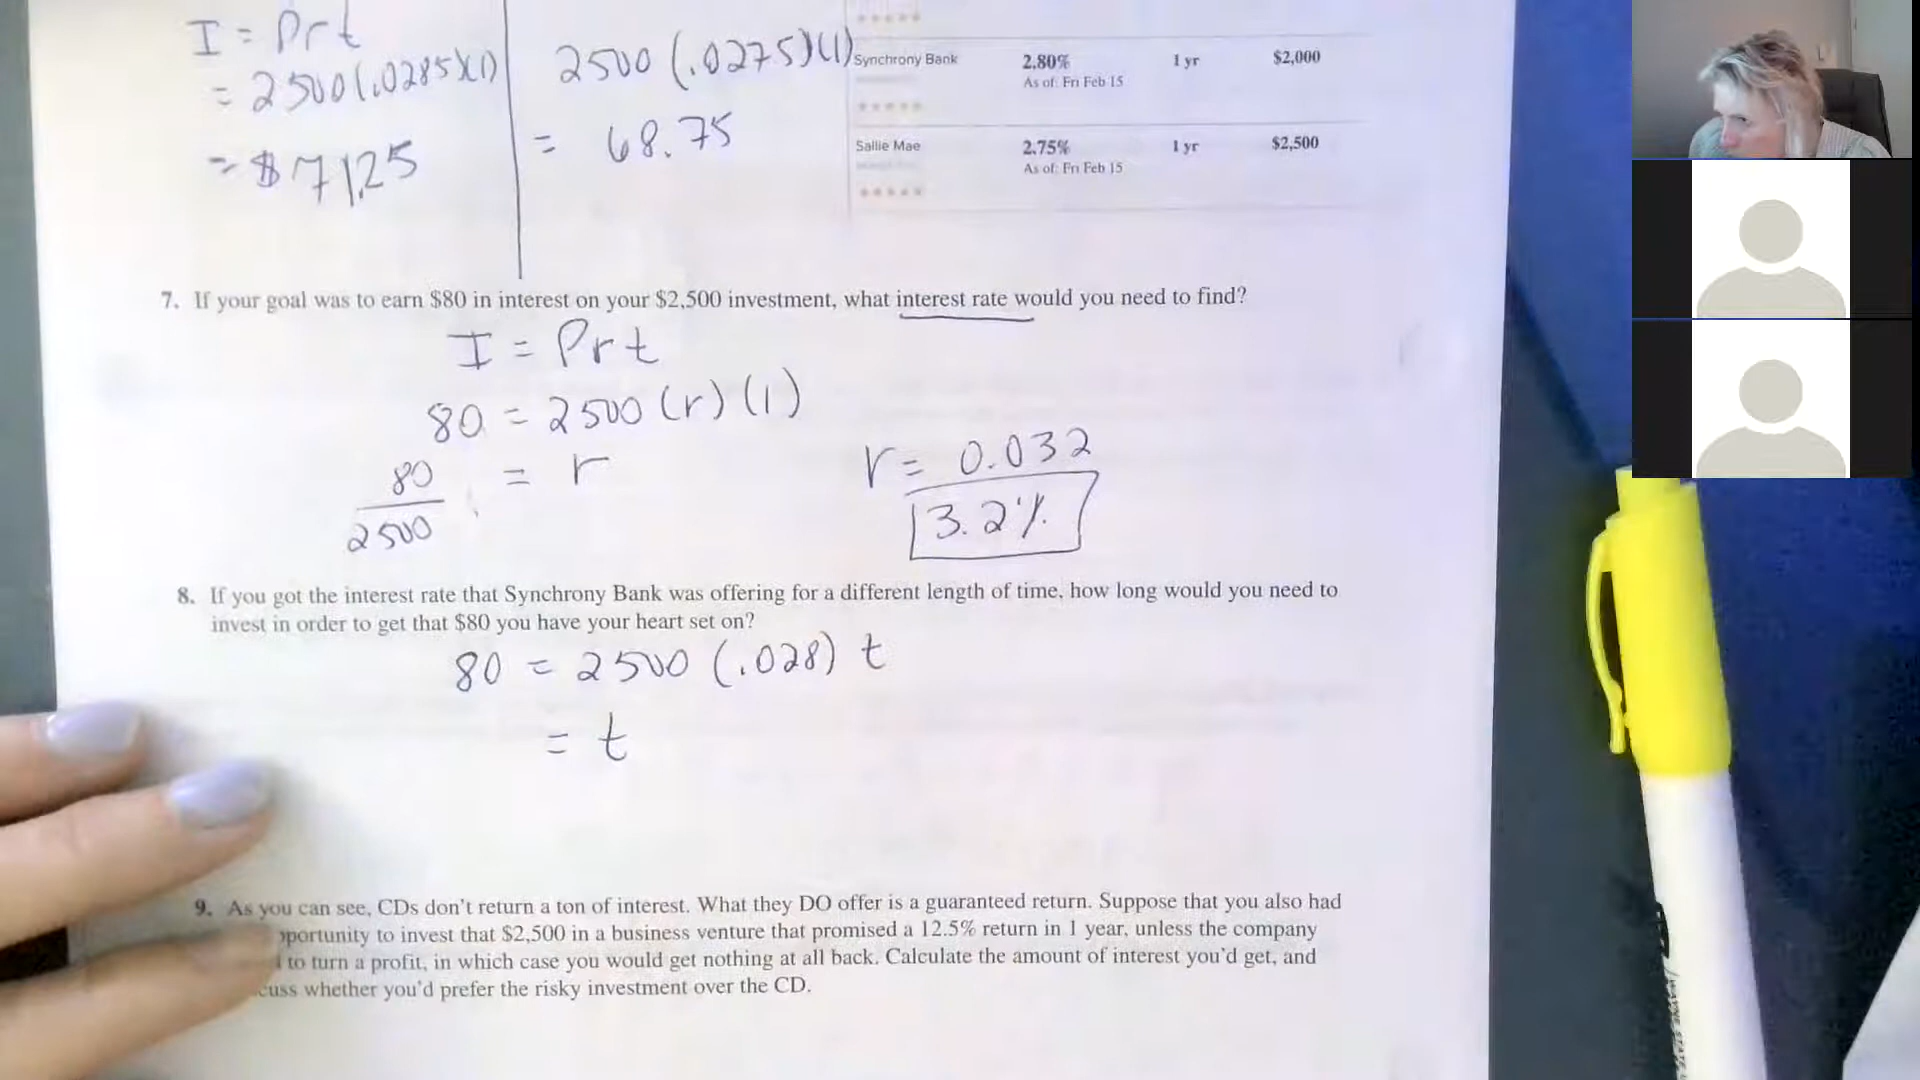 I = Prt
= 2500(.0285)(1)
= $71.25
2500 (.0275)(1)
= 68.75
Synchrony Bank 2.80% 1 yr $2,000
As of: Fri Feb 15
Sallie Mae 2.75% 1 yr $2,500
As of: Fri Feb 15
7. If your goal was to earn $80 in interest on your $2,500 investment, what interest rate would you need to find?
I = Prt
80 = 2500 (r) (1)
80 = r
2500
r = 0.032
3.2%
8. If you got the interest rate that Synchrony Bank was offering for a different length of time, how long would you need to
invest in order to get that $80 you have your heart set on?
80 = 2500 (.028) t
= t
9. As you can see, CDs don't return a ton of interest. What they DO offer is a guaranteed return. Suppose that you also had
pportunity to invest that $2,500 in a business venture that promised a 12.5% return in 1 year, unless the company
to turn a profit, in which case you would get nothing at all back. Calculate the amount of interest you'd get, and
cuss whether you'd prefer the risky investment over the CD.